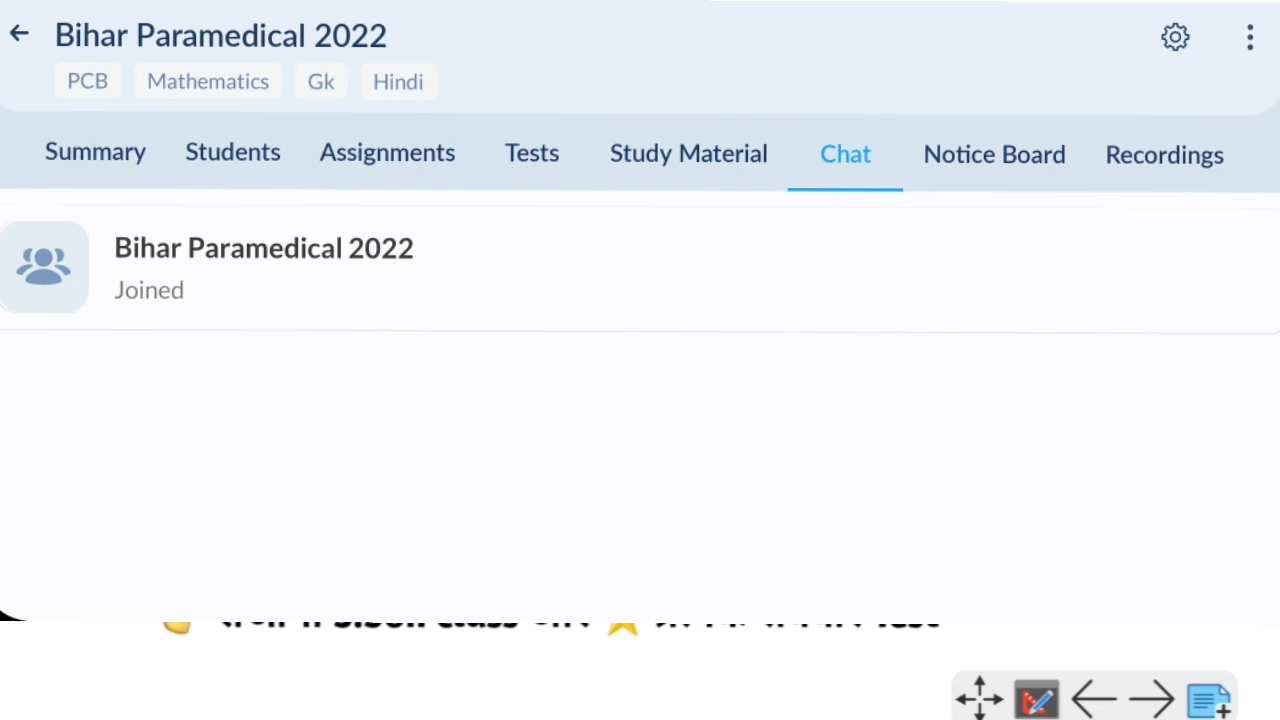 Bihar Paramedical 2022
PCB Mathematics Gk Hindi
Summary Students Assignments Tests Study Material Chat Notice Board Recordings
Bihar Paramedical 2022
Joined